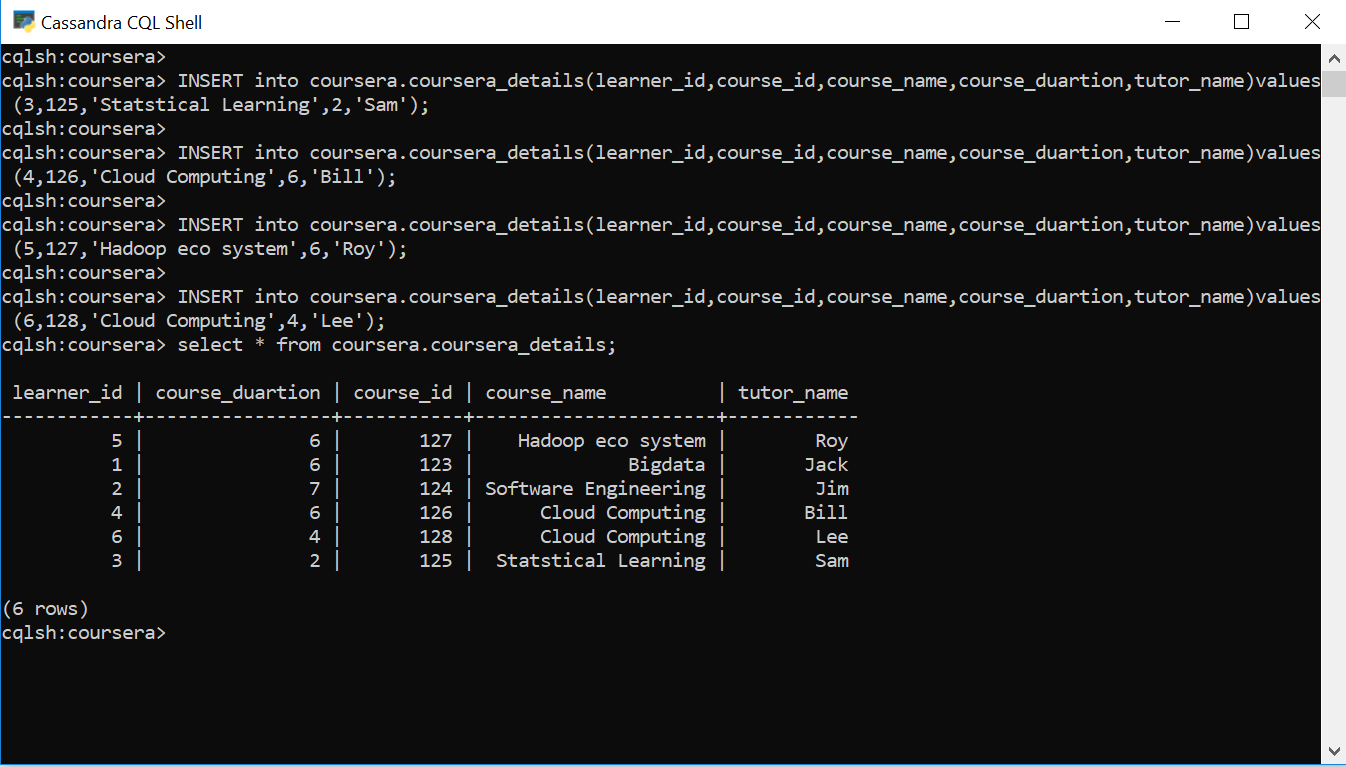 Cassandra CQL Shell
cqlsh:coursera>
cqlsh:coursera> INSERT into coursera.coursera_details(learner_id,course_id,course_name,course_duartion,tutor_name)values
(3,125,'Statstical Learning',2,'Sam');
cqlsh:coursera>
cqlsh:coursera> INSERT into coursera.coursera_details(learner_id,course_id,course_name,course_duartion,tutor_name)values
(4,126,'Cloud Computing',6,'Bill');
cqlsh:coursera>
cqlsh:coursera> INSERT into coursera.coursera_details(learner_id,course_id,course_name,course_duartion,tutor_name)values
(5,127,'Hadoop eco system',6,'Roy');
cqlsh:coursera>
cqlsh:coursera> INSERT into coursera.coursera_details(learner_id,course_id,course_name,course_duartion,tutor_name)values
(6,128,'Cloud Computing',4,'Lee');
cqlsh:coursera> select * from coursera.coursera_details;
learner_id | course_duartion | course_id | course_name          | tutor_name
------------+-----------------+-----------+----------------------+------------
5 |               6 |       127 |    Hadoop eco system |        Roy
1 |               6 |       123 |              Bigdata |       Jack
2 |               7 |       124 | Software Engineering |        Jim
4 |               6 |       126 |      Cloud Computing |       Bill
6 |               4 |       128 |      Cloud Computing |        Lee
3 |               2 |       125 |  Statstical Learning |        Sam
(6 rows)
cqlsh:coursera>